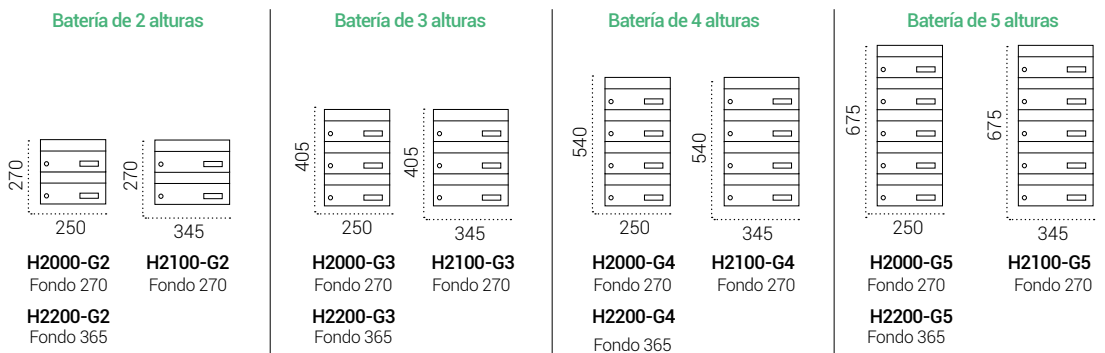 Batería de 2 alturas
270
250
270
345
H2000-G2
Fondo 270
H2100-G2
Fondo 270
H2200-G2
Fondo 365
Batería de 3 alturas
405
250
405
345
H2000-G3
Fondo 270
H2100-G3
Fondo 270
H2200-G3
Fondo 365
Batería de 4 alturas
540
250
540
345
H2000-G4
Fondo 270
H2100-G4
Fondo 270
H2200-G4
Fondo 365
Batería de 5 alturas
675
250
675
345
H2000-G5
Fondo 270
H2100-G5
Fondo 270
H2200-G5
Fondo 365